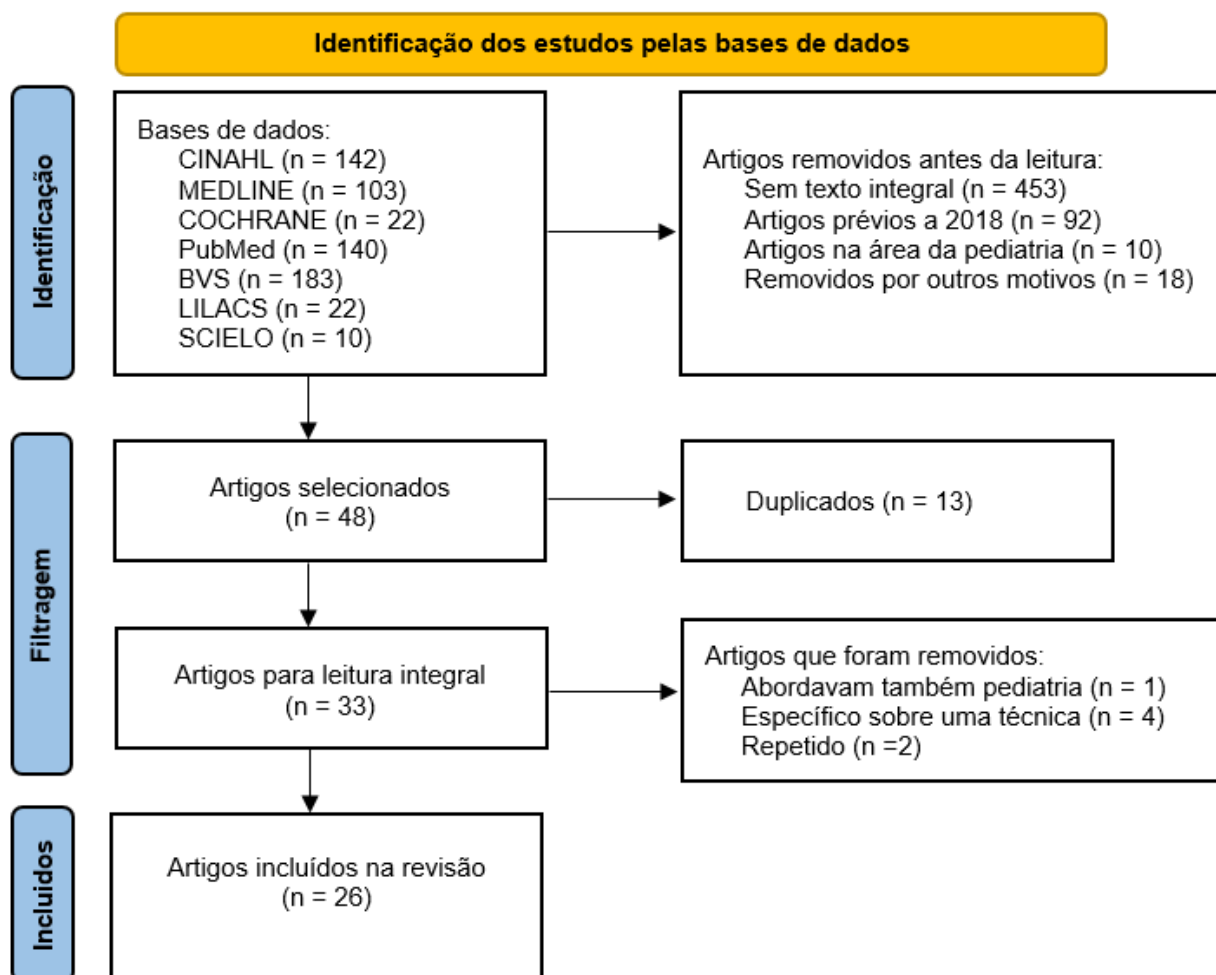 Identificação dos estudos pelas bases de dados
Identificação
Bases de dados:
CINAHL (n = 142)
MEDLINE (n = 103)
COCHRANE (n = 22)
PubMed (n = 140)
BVS (n = 183)
LILACS (n = 22)
SCIELO (n = 10)
Artigos removidos antes da leitura:
Sem texto integral (n = 453)
Artigos prévios a 2018 (n = 92)
Artigos na área da pediatria (n = 10)
Removidos por outros motivos (n = 18)
Filtragem
Artigos selecionados
(n = 48)
Duplicados (n = 13)
Artigos para leitura integral
(n = 33)
Artigos que foram removidos:
Abordavam também pediatria (n = 1)
Específico sobre uma técnica (n = 4)
Repetido (n =2)
Incluidos
Artigos incluídos na revisão
(n = 26)